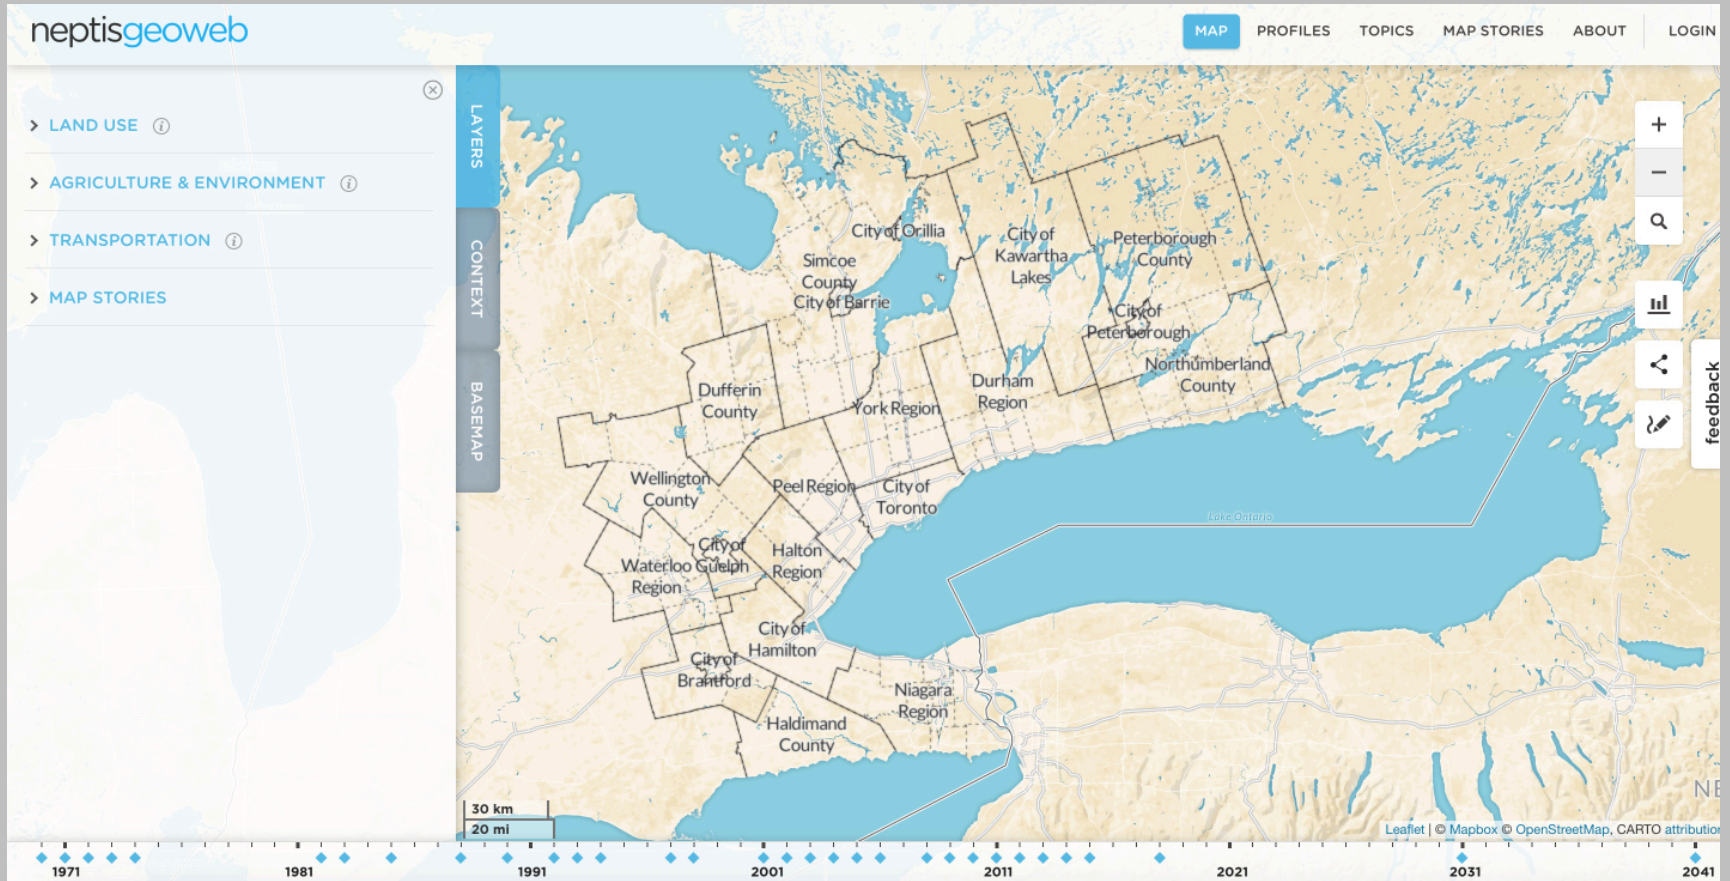 neptisgeoweb
MAP PROFILES TOPICS MAP STORIES ABOUT LOGIN
LAND USE
AGRICULTURE & ENVIRONMENT
TRANSPORTATION
MAP STORIES
LAYERS
CONTEXT
BASEMAP
City of Orillia
Simcoe
County
City of Barrie
City of
Kawartha
Lakes
Peterborough
County
City of
Peterborough
Northumberland
County
Durham
Region
Dufferin
County
York Region
Wellington
County
Peel Region
City of
Toronto
City of
Guelph
Waterloo
Region
Halton
Region
City of
Hamilton
City of
Brantford
Niagara
Region
Haldimand
County
Lake Ontario
NE
feedback
30 km
20 mi
Leaflet | © Mapbox © OpenStreetMap, CARTO attribution
1971 1981 1991 2001 2011 2021 2031 2041